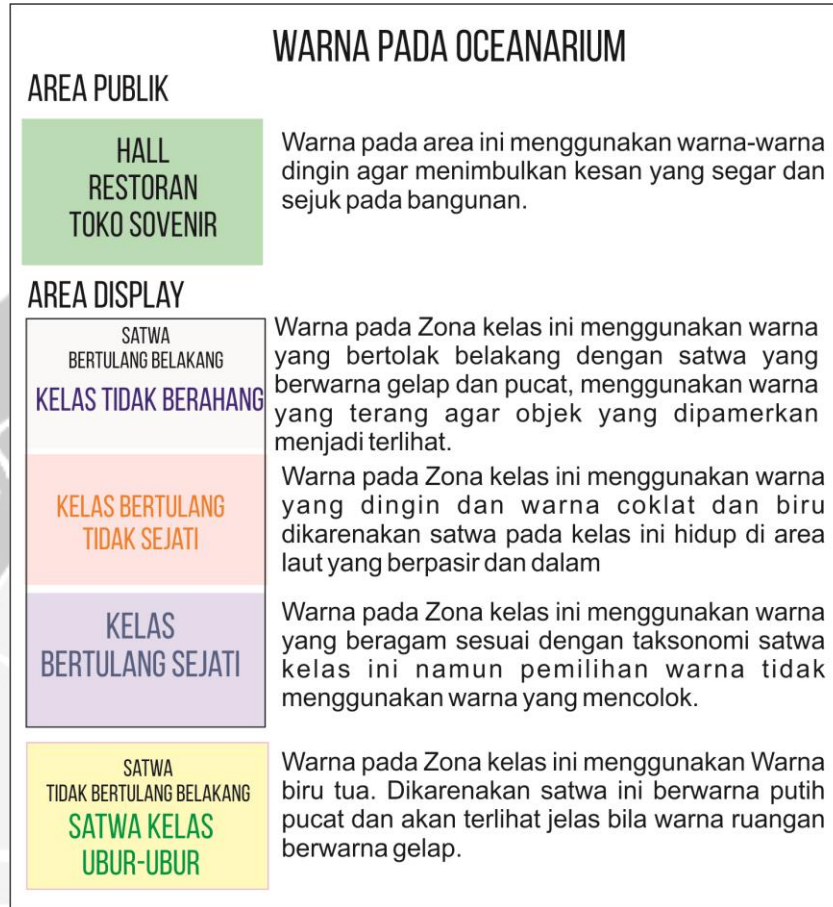 WARNA PADA OCEANARIUM
AREA PUBLIK
HALL
RESTORAN
TOKO SOVENIR
Warna pada area ini menggunakan warna-warna
dingin agar menimbulkan kesan yang segar dan
sejuk pada bangunan.
AREA DISPLAY
SATWA
BERTULANG BELAKANG
KELAS TIDAK BERAHANG
Warna pada Zona kelas ini menggunakan warna
yang bertolak belakang dengan satwa yang
berwarna gelap dan pucat, menggunakan warna
yang terang agar objek yang dipamerkan
menjadi terlihat.
KELAS BERTULANG
TIDAK SEJATI
Warna pada Zona kelas ini menggunakan warna
yang dingin dan warna coklat dan biru
dikarenakan satwa pada kelas ini hidup di area
laut yang berpasir dan dalam
KELAS
BERTULANG SEJATI
Warna pada Zona kelas ini menggunakan warna
yang beragam sesuai dengan taksonomi satwa
kelas ini namun pemilihan warna tidak
menggunakan warna yang mencolok.
SATWA
TIDAK BERTULANG BELAKANG
SATWA KELAS
UBUR-UBUR
Warna pada Zona kelas ini menggunakan Warna
biru tua. Dikarenakan satwa ini berwarna putih
pucat dan akan terlihat jelas bila warna ruangan
berwarna gelap.